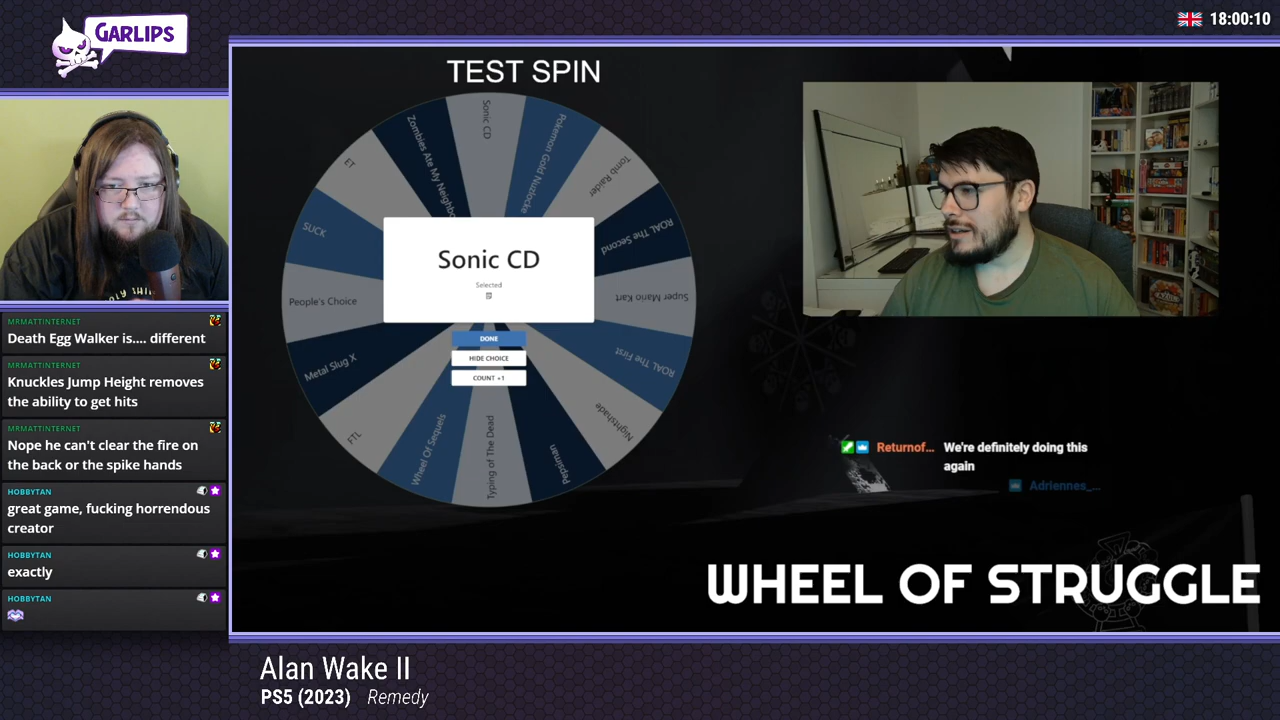 GARLIPS
18:00:10
TEST SPIN
Sonic CD
Pokemon Gold Nuzlocke
Tomb Raider
ROAL The Second
Super Mario Kart
ROAL The First
Nightshade
Pepsiman
Typing of The Dead
Wheel Of Sequels
FTL
Metal Slug X
People's Choice
SUCK
ET
Zombies Ate My Neighbo
Sonic CD
Selected
DONE
HIDE CHOICE
COUNT +1
MRMATTINTERNET
Death Egg Walker is.... different
MRMATTINTERNET
Knuckles Jump Height removes
the ability to get hits
MRMATTINTERNET
Nope he can't clear the fire on
the back or the spike hands
HOBBYTAN
great game, fucking horrendous
creator
HOBBYTAN
exactly
HOBBYTAN
Returnof... We're definitely doing this
again
Adriennes_...
WHEEL OF STRUGGLE
Alan Wake II
PS5 (2023) Remedy